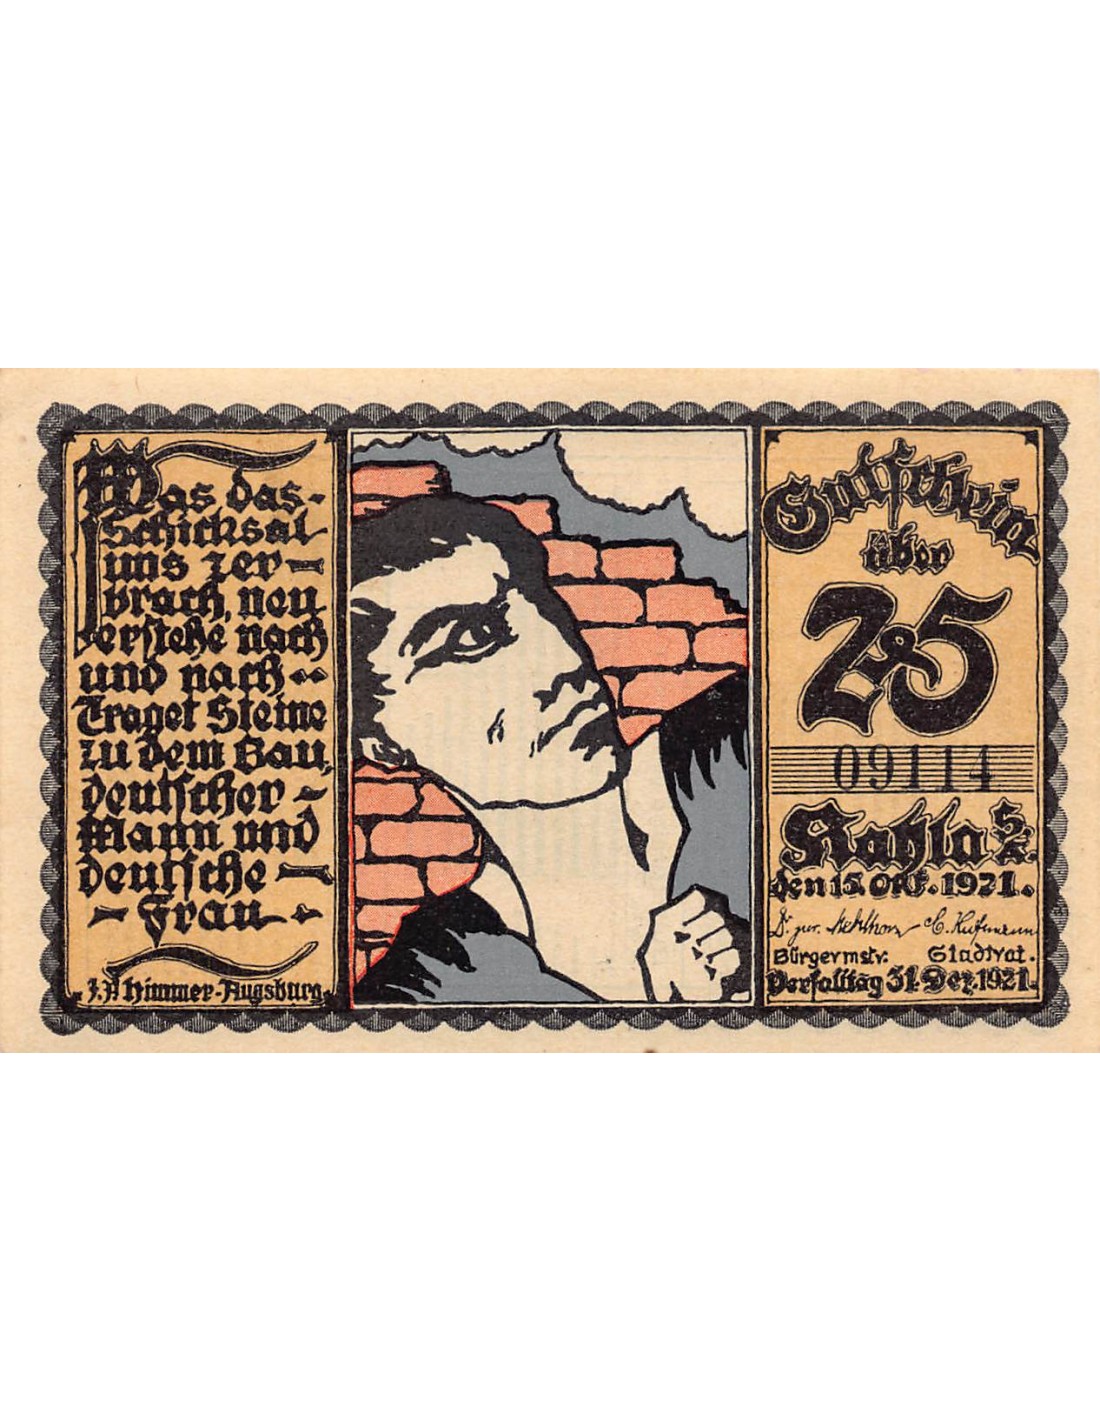 Was das-
Schicksal
uns zer-
brach, neu
erstehe nach
und nach..
Traget Steine
zu dem Bau,
deutscher
Mann und
deutsche
- Frau -
J. P. Himmer-Augsburg.
Gutschein
über
25
09114
Kahla S/A.
den 15. Okt. 1921.
Dr. jur.
Bürgermstr. Stadtrat.
Verfalltag 31. Dez. 1921.